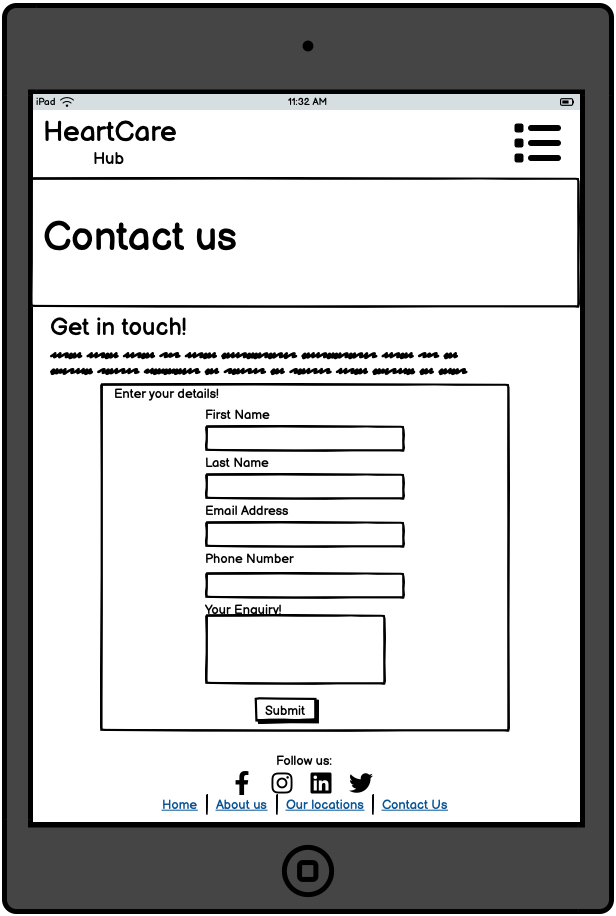 iPad 11:32 AM
HeartCare
Hub
Contact us
Get in touch!
Enter your details!
First Name
Last Name
Email Address
Phone Number
Your Enquiry!
Submit
Follow us:
Home About us Our locations Contact Us